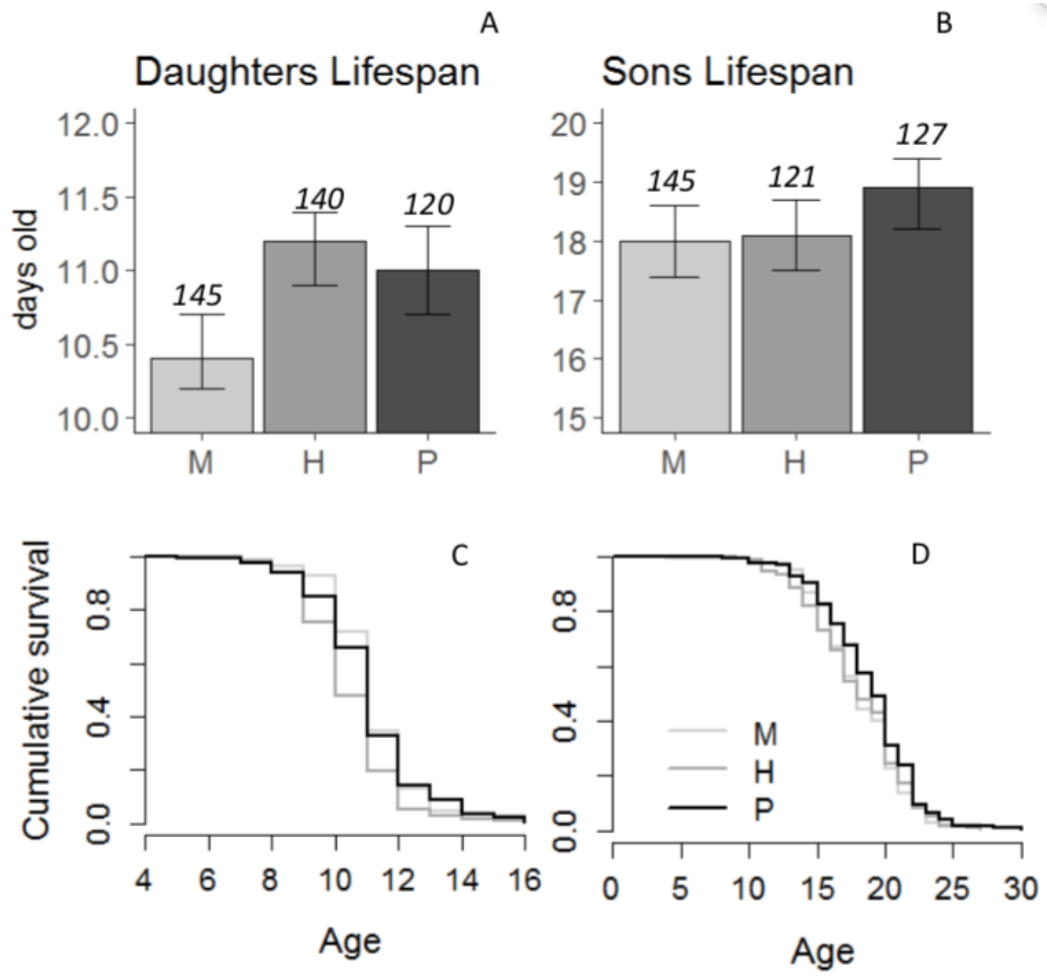 A
B
Daughters Lifespan
Sons Lifespan
days old
12.0
11.5
11.0
10.5
10.0
145
140
120
M H P
20
19
18
17
16
15
145
121
127
M H P
C
D
Cumulative survival
0.8
0.4
0.0
4 6 8 10 12 14 16
Age
0.8
0.4
0.0
M
H
P
0 5 10 15 20 25 30
Age